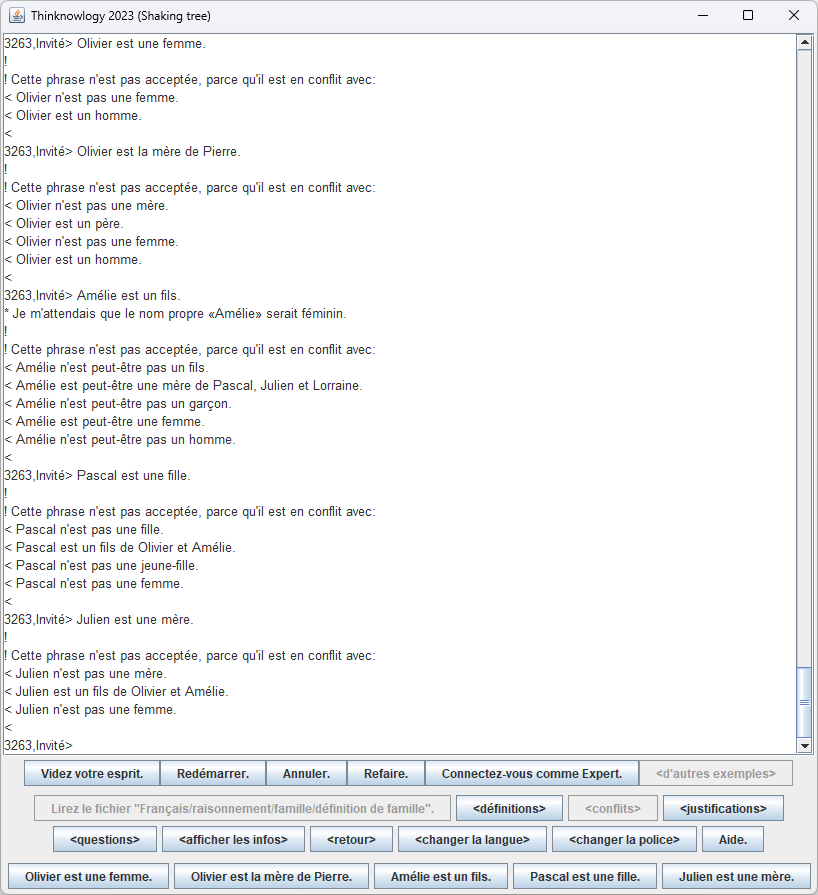 Thinknowlogy 2023 (Shaking tree)
3263,Invité> Olivier est une femme.
!
! Cette phrase n'est pas acceptée, parce qu'il est en conflit avec:
< Olivier n'est pas une femme.
< Olivier est un homme.
<
3263,Invité> Olivier est la mère de Pierre.
!
! Cette phrase n'est pas acceptée, parce qu'il est en conflit avec:
< Olivier n'est pas une mère.
< Olivier est un père.
< Olivier n'est pas une femme.
< Olivier est un homme.
<
3263,Invité> Amélie est un fils.
* Je m'attendais que le nom propre «Amélie» serait féminin.
!
! Cette phrase n'est pas acceptée, parce qu'il est en conflit avec:
< Amélie n'est peut-être pas un fils.
< Amélie est peut-être une mère de Pascal, Julien et Lorraine.
< Amélie n'est peut-être pas un garçon.
< Amélie est peut-être une femme.
< Amélie n'est peut-être pas un homme.
<
3263,Invité> Pascal est une fille.
!
! Cette phrase n'est pas acceptée, parce qu'il est en conflit avec:
< Pascal n'est pas une fille.
< Pascal est un fils de Olivier et Amélie.
< Pascal n'est pas une jeune-fille.
< Pascal n'est pas une femme.
<
3263,Invité> Julien est une mère.
!
! Cette phrase n'est pas acceptée, parce qu'il est en conflit avec:
< Julien n'est pas une mère.
< Julien est un fils de Olivier et Amélie.
< Julien n'est pas une femme.
<
3263,Invité>
Videz votre esprit. Redémarrer. Annuler. Refaire. Connectez-vous comme Expert. <d'autres exemples>
Lirez le fichier "Français/raisonnement/famille/définition de famille". <définitions> <conflits> <justifications>
<questions> <afficher les infos> <retour> <changer la langue> <changer la police> Aide.
Olivier est une femme. Olivier est la mère de Pierre. Amélie est un fils. Pascal est une fille. Julien est une mère.